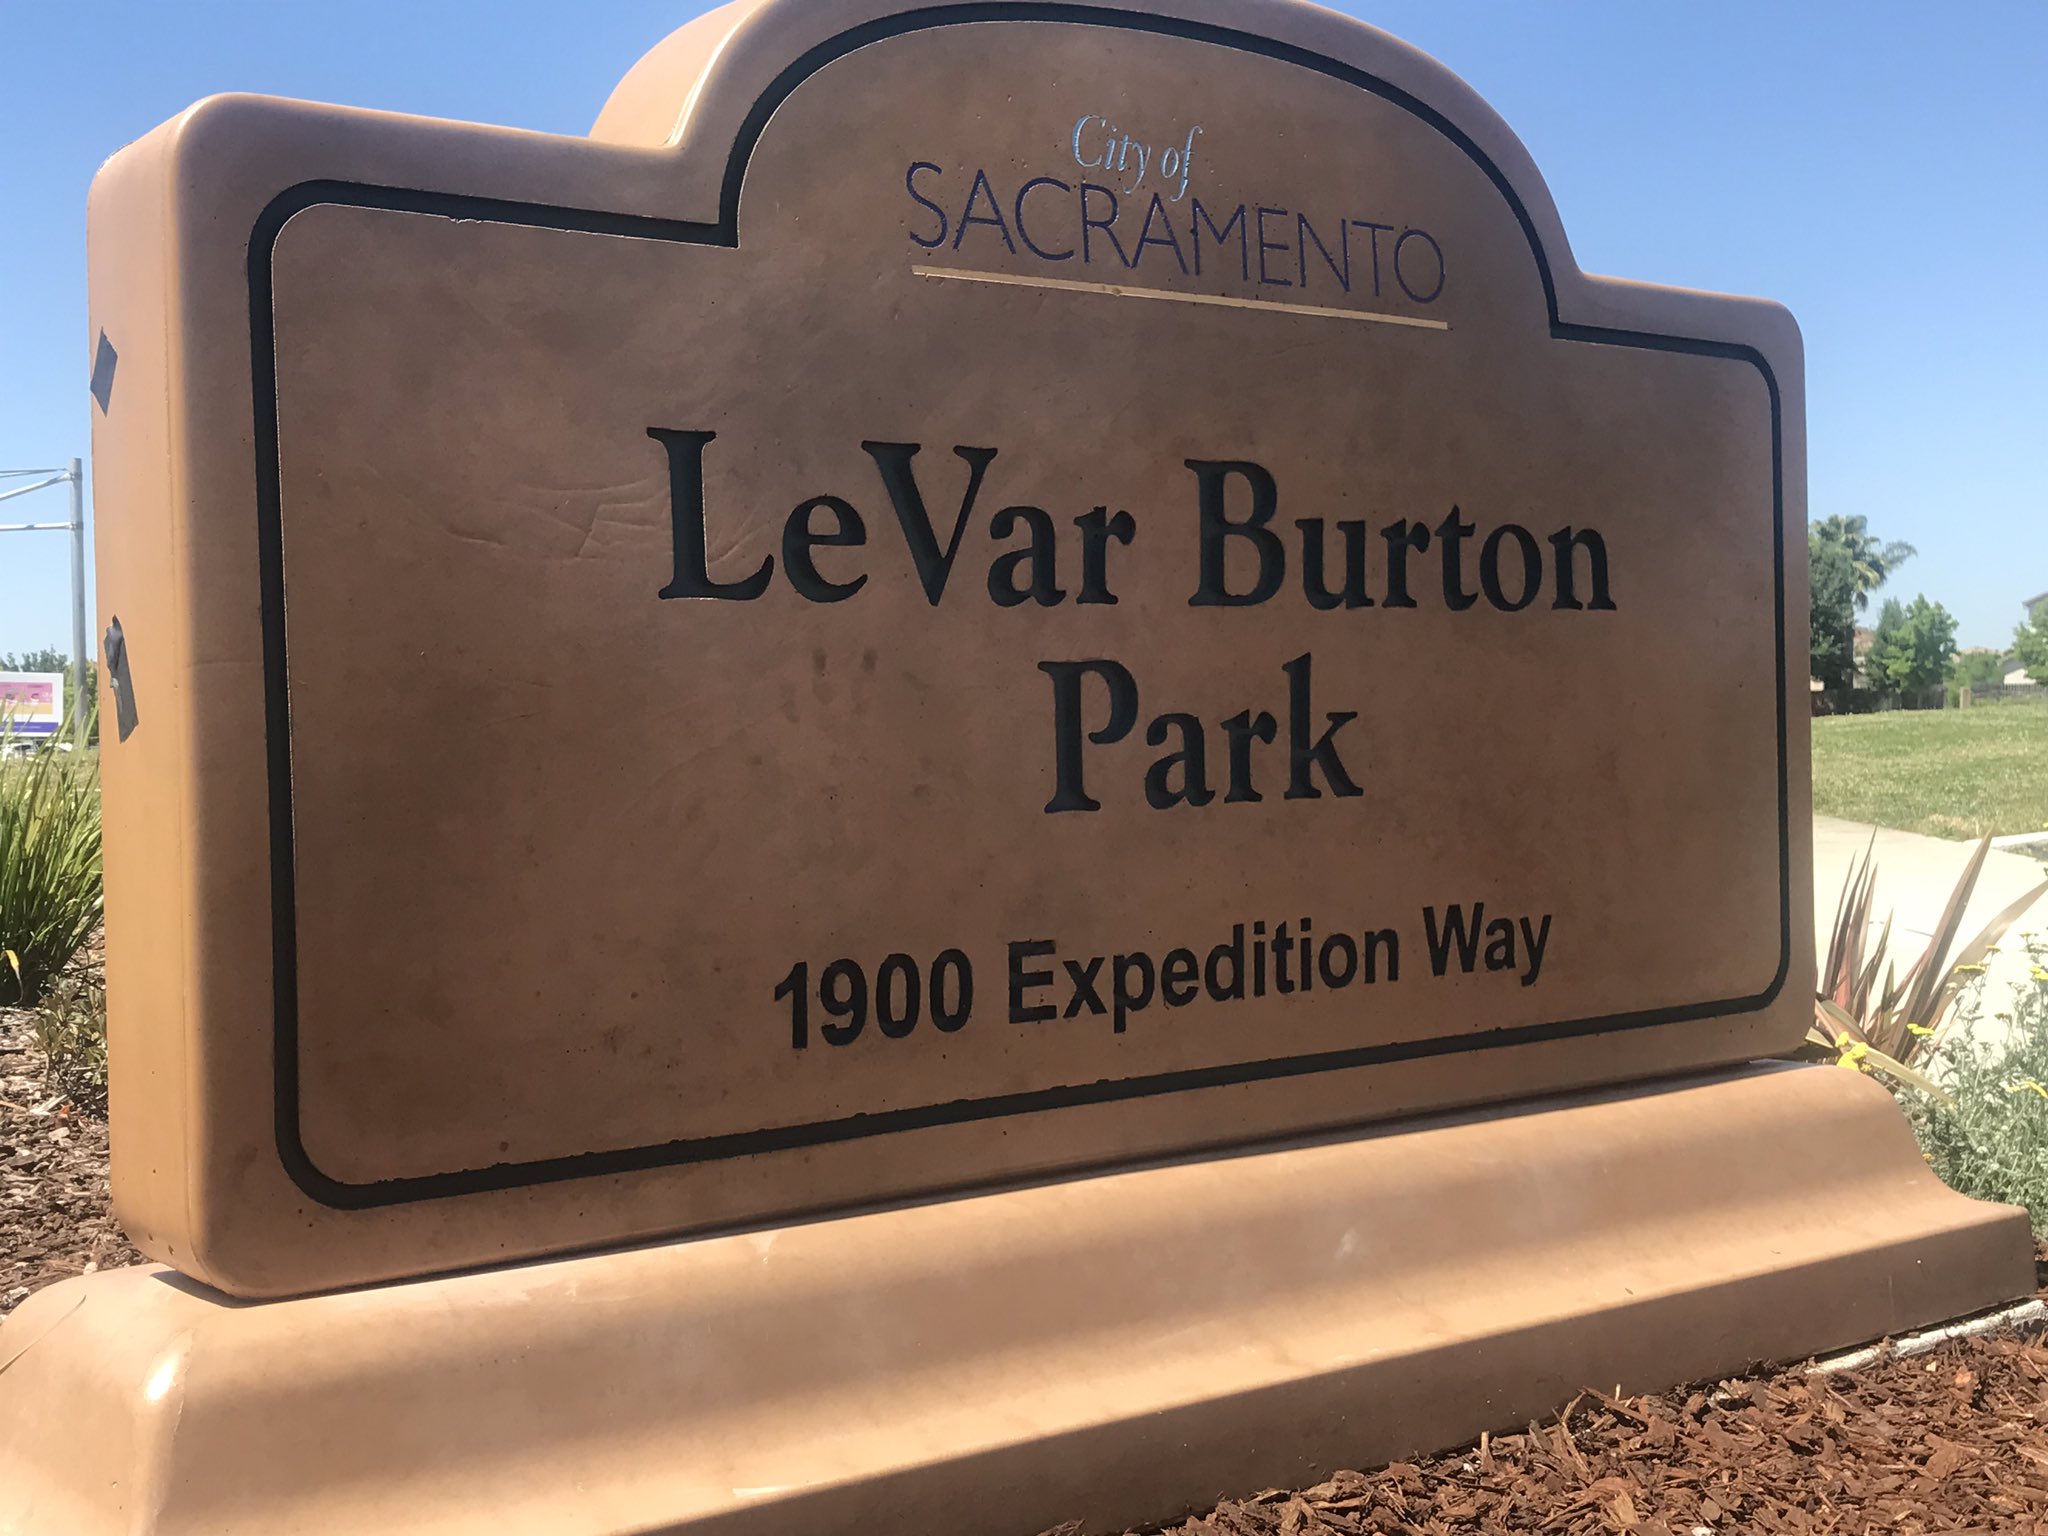 City of
SACRAMENTO
LeVar Burton
Park
1900 Expedition Way